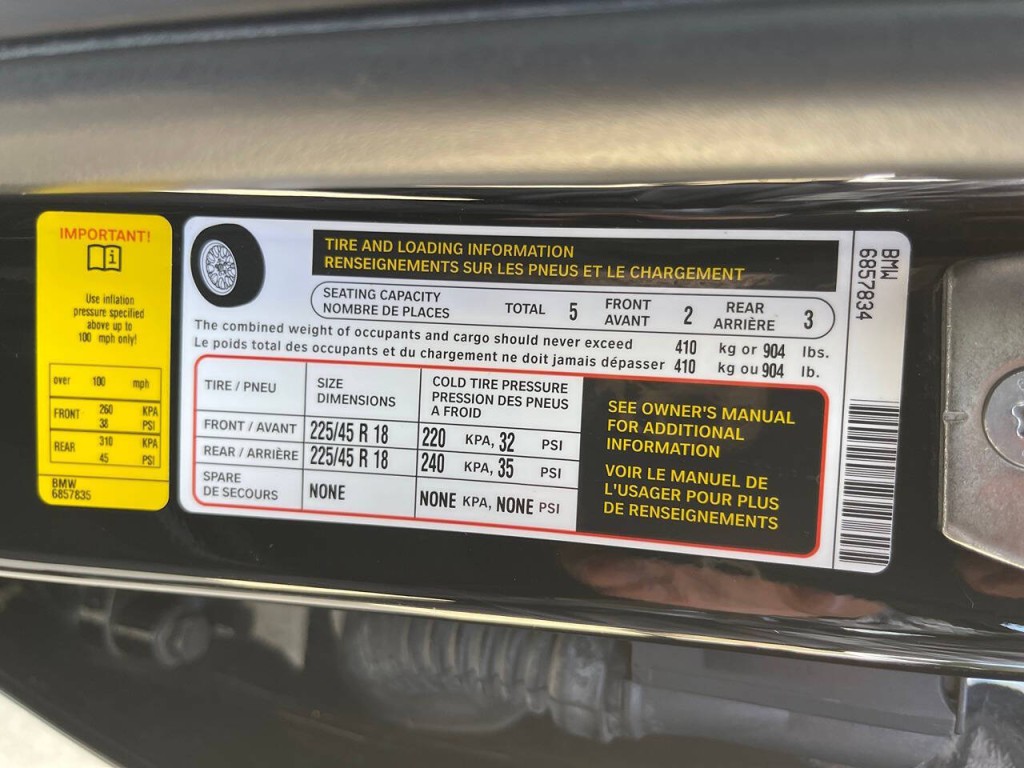 IMPORTANT!
Use inflation
pressure specified
above up to
100 mph only!
over 100 mph
FRONT 260 KPA
38 PSI
REAR 310 KPA
45 PSI
BMW
6857835
TIRE AND LOADING INFORMATION
RENSEIGNEMENTS SUR LES PNEUS ET LE CHARGEMENT
SEATING CAPACITY
NOMBRE DE PLACES
TOTAL 5
FRONT
AVANT 2
REAR
ARRIÈRE 3
The combined weight of occupants and cargo should never exceed 410 kg or 904 lbs.
Le poids total des occupants et du chargement ne doit jamais dépasser 410 kg ou 904 lb.
TIRE / PNEU
SIZE
DIMENSIONS
COLD TIRE PRESSURE
PRESSION DES PNEUS
A FROID
FRONT / AVANT 225/45 R 18 220 KPA, 32 PSI
REAR / ARRIÈRE 225/45 R 18 240 KPA, 35 PSI
SPARE
DE SECOURS NONE NONE KPA, NONE PSI
SEE OWNER'S MANUAL
FOR ADDITIONAL
INFORMATION
VOIR LE MANUEL DE
L'USAGER POUR PLUS
DE RENSEIGNEMENTS
BMW
6857834